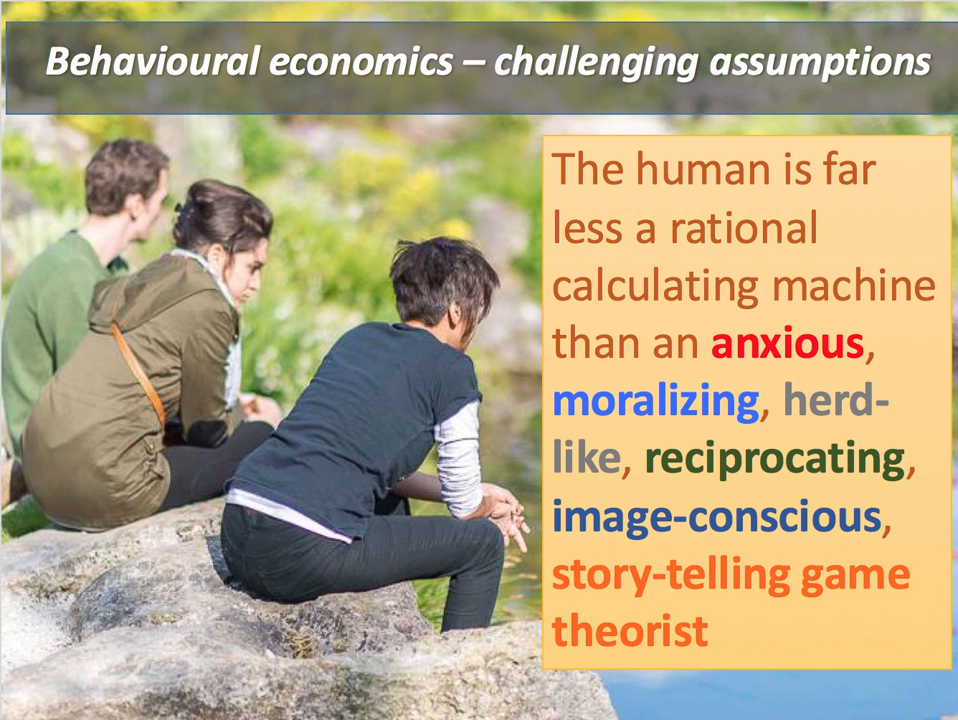 Behavioural economics – challenging assumptions
The human is far
less a rational
calculating machine
than an anxious,
moralizing, herd-
like, reciprocating,
image-conscious,
story-telling game
theorist